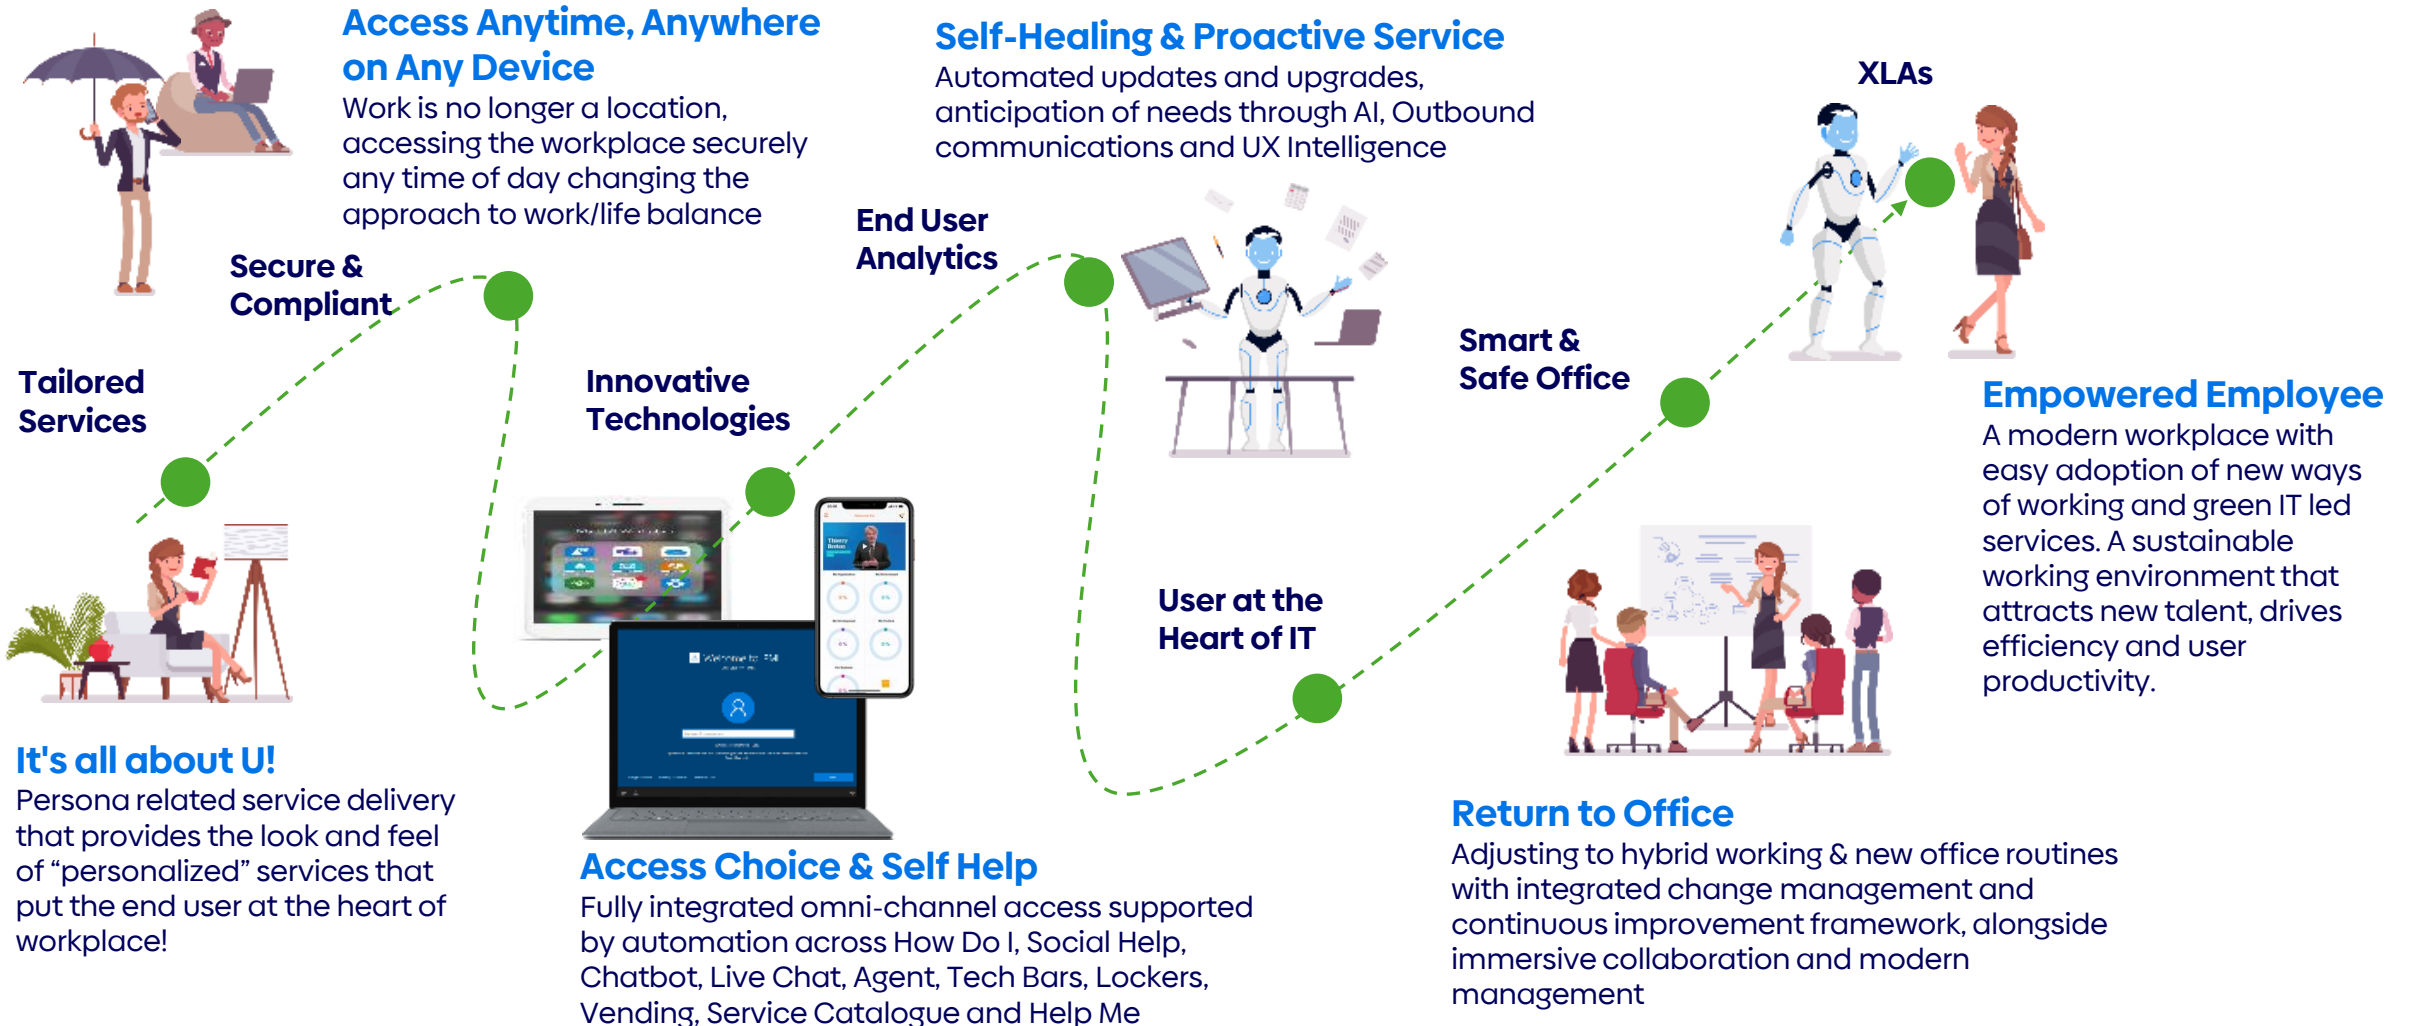 Access Anytime, Anywhere
on Any Device
Work is no longer a location,
accessing the workplace securely
any time of day changing the
approach to work/life balance
Self-Healing & Proactive Service
Automated updates and upgrades,
anticipation of needs through AI, Outbound
communications and UX Intelligence
XLAs
Secure &
Compliant
End User
Analytics
Tailored
Services
Innovative
Technologies
Smart &
Safe Office
User at the
Heart of IT
Empowered Employee
A modern workplace with
easy adoption of new ways
of working and green IT led
services. A sustainable
working environment that
attracts new talent, drives
efficiency and user
productivity.
Thierry
Breton
Welcome to
It's all about U!
Persona related service delivery
that provides the look and feel
of “personalized” services that
put the end user at the heart of
workplace!
Access Choice & Self Help
Fully integrated omni-channel access supported
by automation across How Do I, Social Help,
Chatbot, Live Chat, Agent, Tech Bars, Lockers,
Vending, Service Catalogue and Help Me
Return to Office
Adjusting to hybrid working & new office routines
with integrated change management and
continuous improvement framework, alongside
immersive collaboration and modern
management